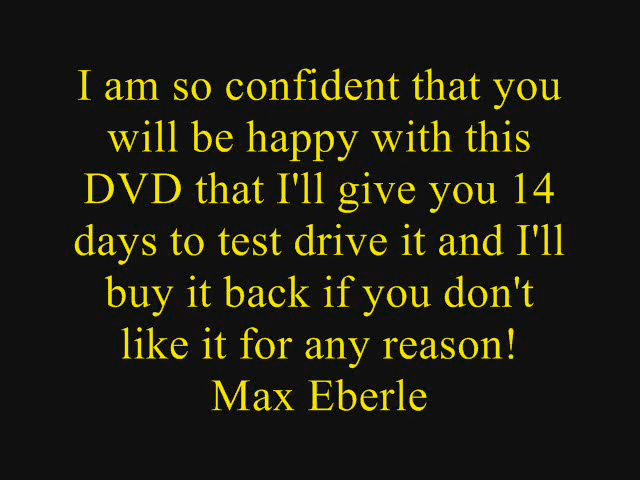 I am so confident that you
will be happy with this
DVD that I'll give you 14
days to test drive it and I'll
buy it back if you don't
like it for any reason!
Max Eberle